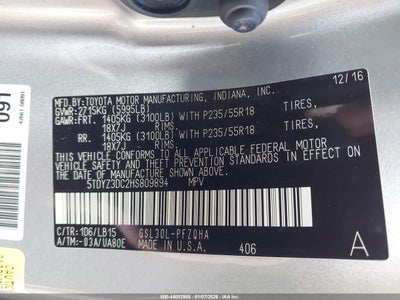 MFD.BY:TOYOTA MOTOR MANUFACTURING, INDIANA, INC.
GVWR:2715KG (5995LB) 12/16
GAWR:FRT. 1405KG (3100LB) WITH P235/55R18 TIRES,
18X7J RIMS,
RR. 1405KG (3100LB) WITH P235/55R18 TIRES,
18X7J RIMS,
THIS VEHICLE CONFORMS TO ALL APPLICABLE FEDERAL MOTOR
VEHICLE SAFETY AND THEFT PREVENTION STANDARDS IN EFFECT ON
THE DATE OF MANUFACTURE SHOWN ABOVE.
5TDYZ3DC2HS809894 MPV
C/TR:1D6/LB15 GSL30L-PFZQHA
A/TM:-03A/UA80E MADE IN U.S.A. 406 A
091